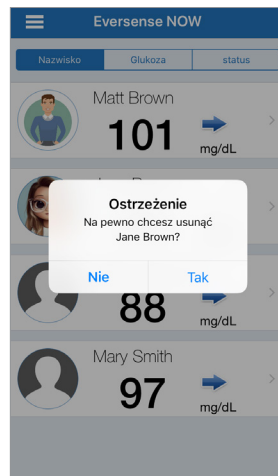 Eversense NOW
Nazwisko Glukoza status
Matt Brown
101
mg/dL
Ostrzeżenie
Na pewno chcesz usunąć
Jane Brown?
Nie Tak
88
mg/dL
Mary Smith
97
mg/dL